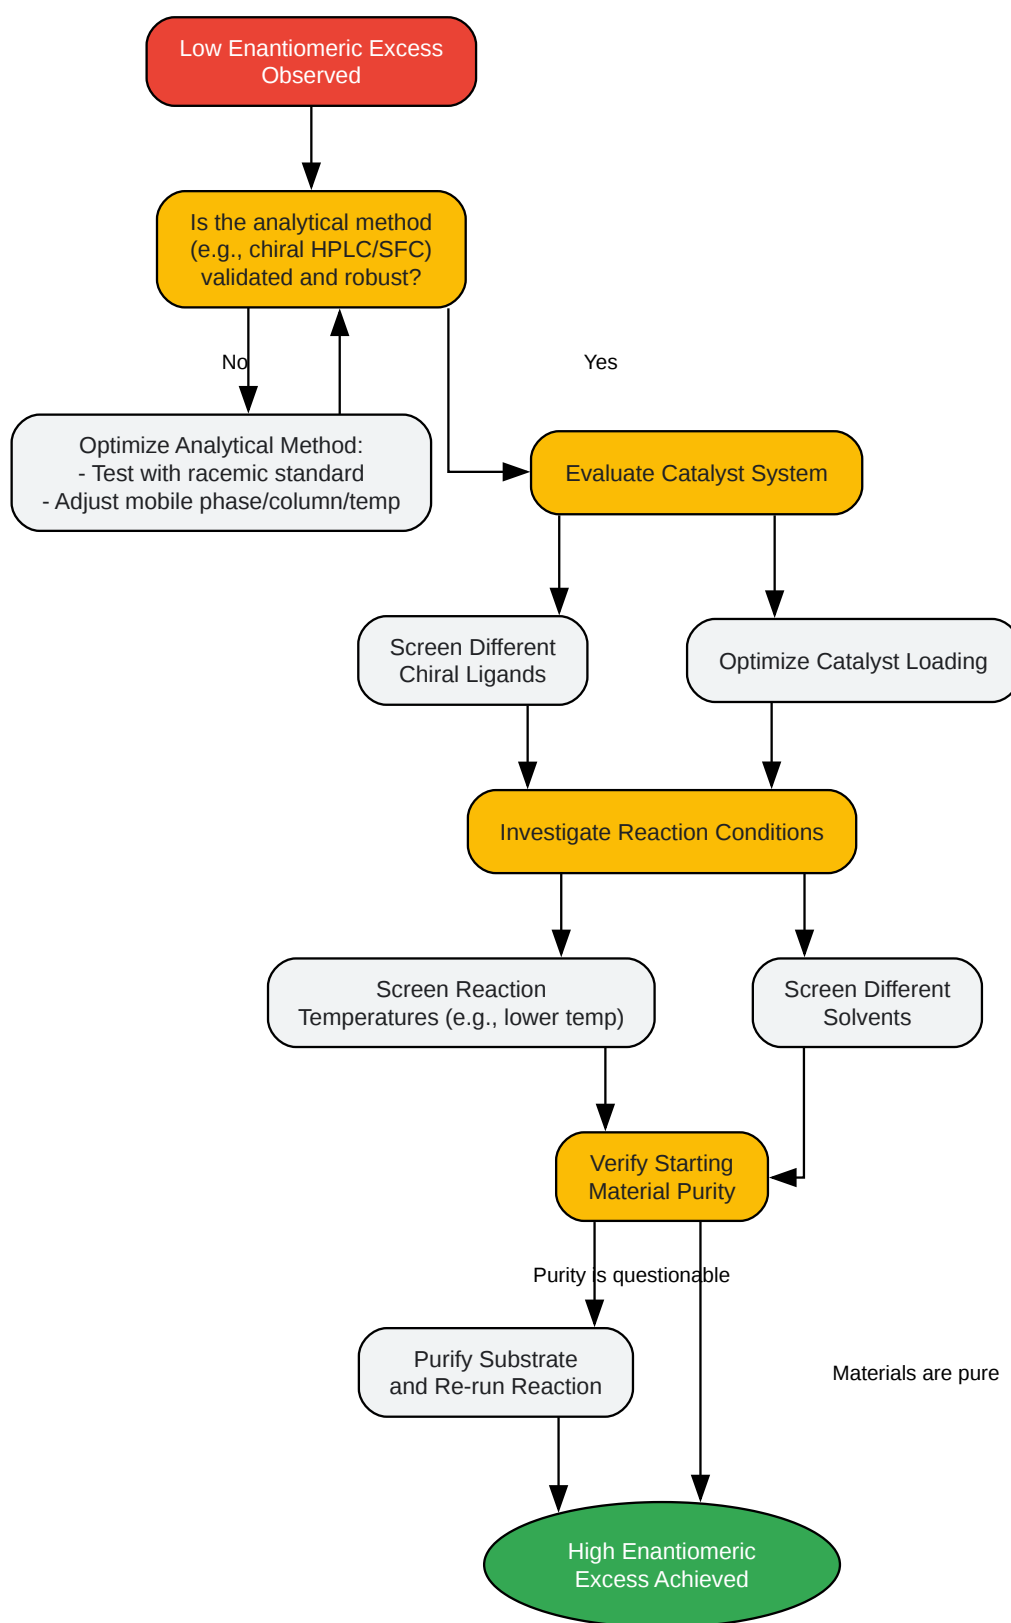 Low Enantiomeric Excess
Observed
Is the analytical method
(e.g., chiral HPLC/SFC)
validated and robust?
No
Yes
Optimize Analytical Method:
- Test with racemic standard
- Adjust mobile phase/column/temp
Evaluate Catalyst System
Screen Different
Chiral Ligands
Optimize Catalyst Loading
Investigate Reaction Conditions
Screen Reaction
Temperatures (e.g., lower temp)
Screen Different
Solvents
Verify Starting
Material Purity
Purity is questionable
Purify Substrate
and Re-run Reaction
Materials are pure
High Enantiomeric
Excess Achieved